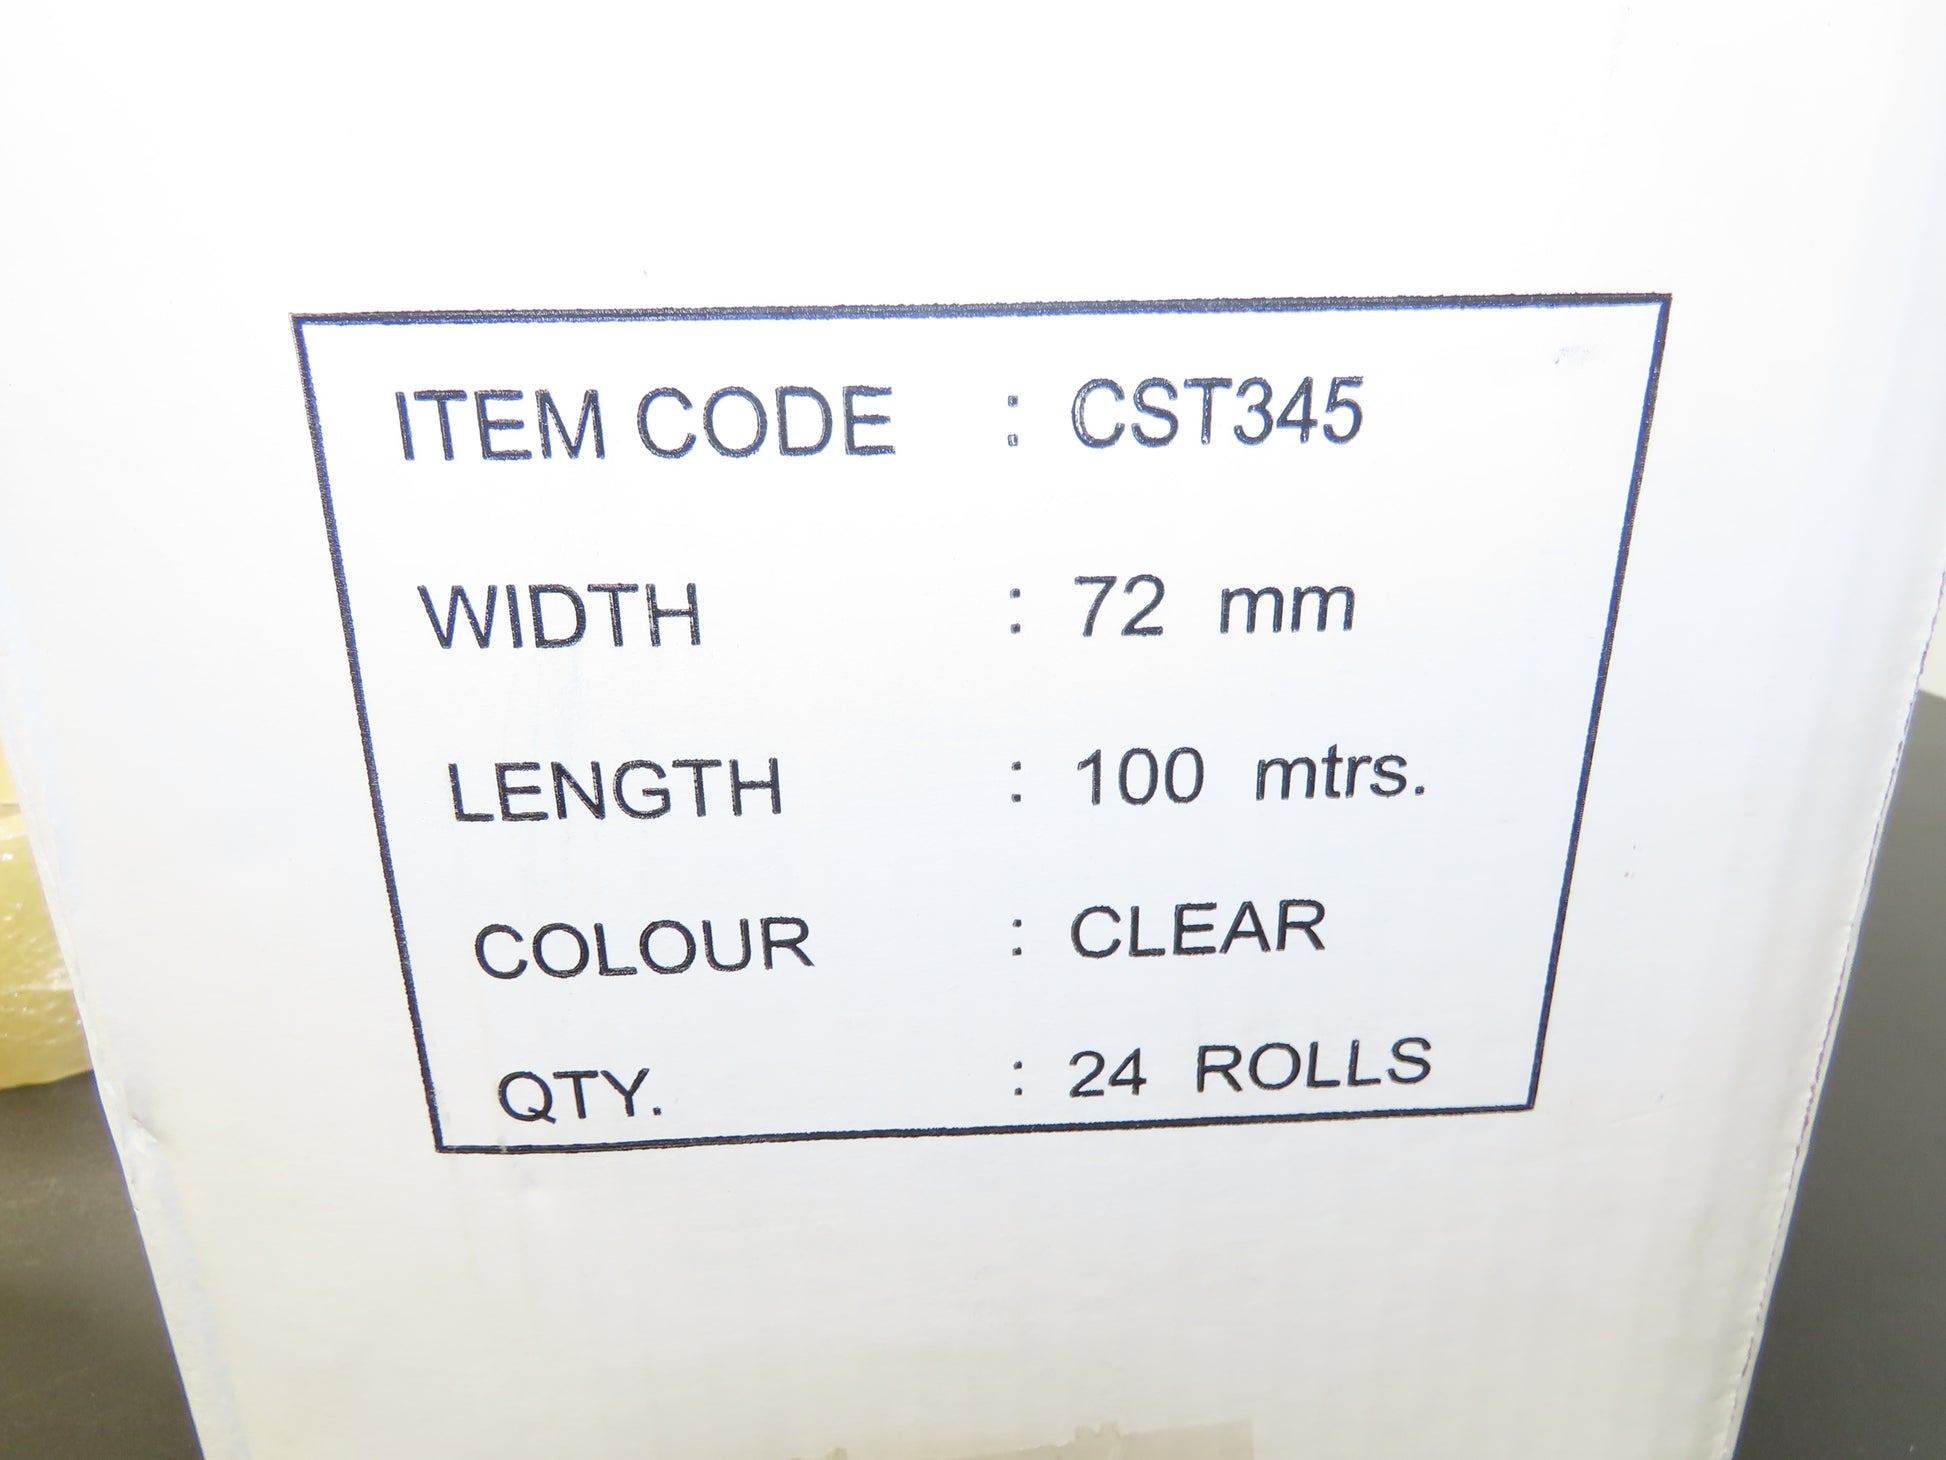 ITEM CODE : CST345
WIDTH : 72 mm
LENGTH : 100 mtrs.
COLOUR : CLEAR
QTY. : 24 ROLLS